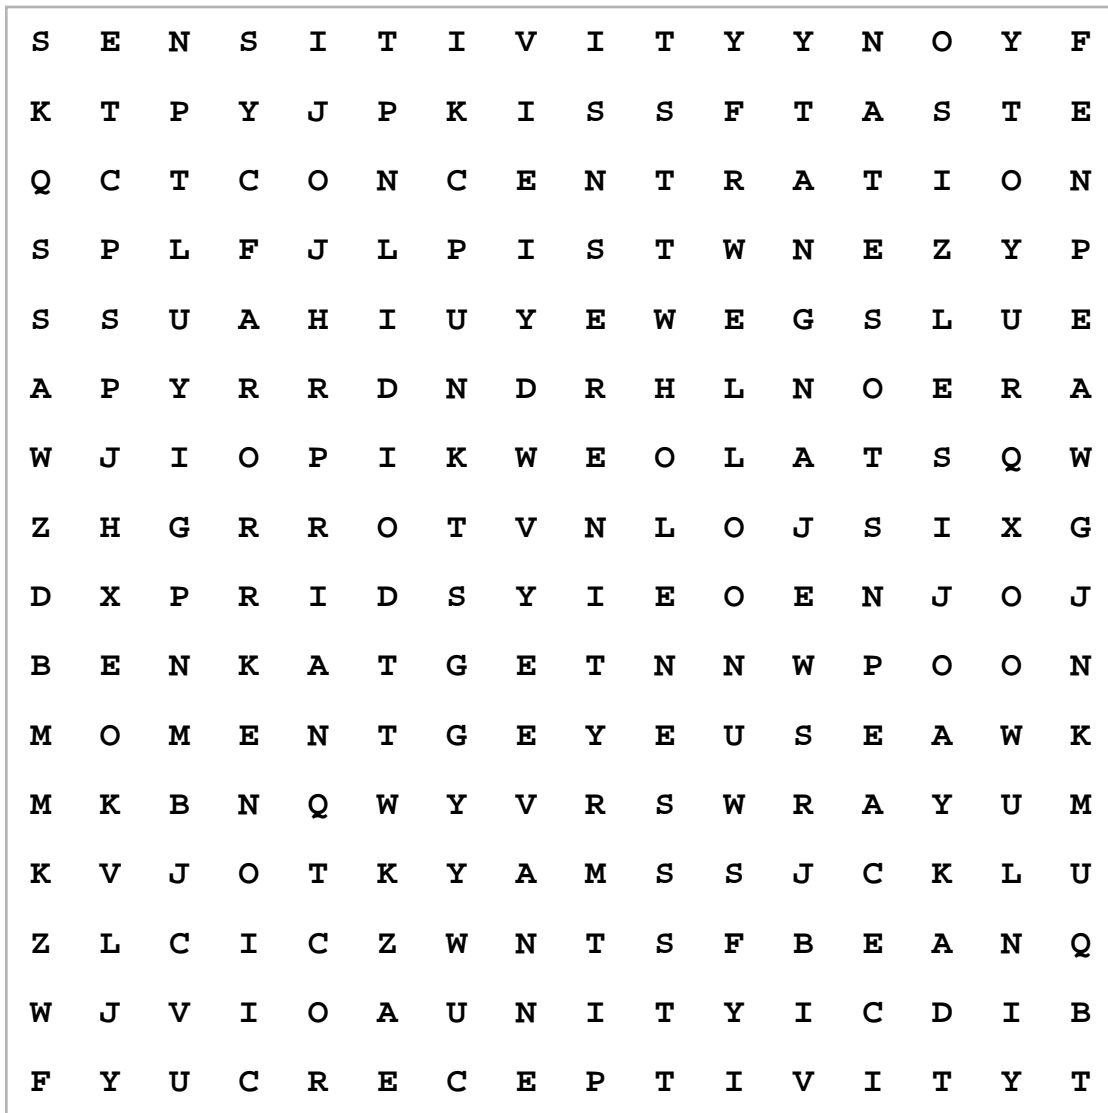 S E N S I T I V I T Y Y N O Y F
K T P Y J P K I S S F T A S T E
Q C T C O N C E N T R A T I O N
S P L F J L P I S T W N E Z Y P
S S U A H I U Y E W E G S L U E
A P Y R R D N D R H L N O E R A
W J I O P I K W E O L A T S Q W
Z H G R R O T V N L O J S I X G
D X P R I D S Y I E O E N J O J
B E N K A T G E T N N W P O O N
M O M E N T G E Y E U S E A W K
M K B N Q W Y V R S W R A Y U M
K V J O T K Y A M S S J C K L U
Z L C I C Z W N T S F B E A N Q
W J V I O A U N I T Y I C D I B
F Y U C R E C E P T I V I T Y T